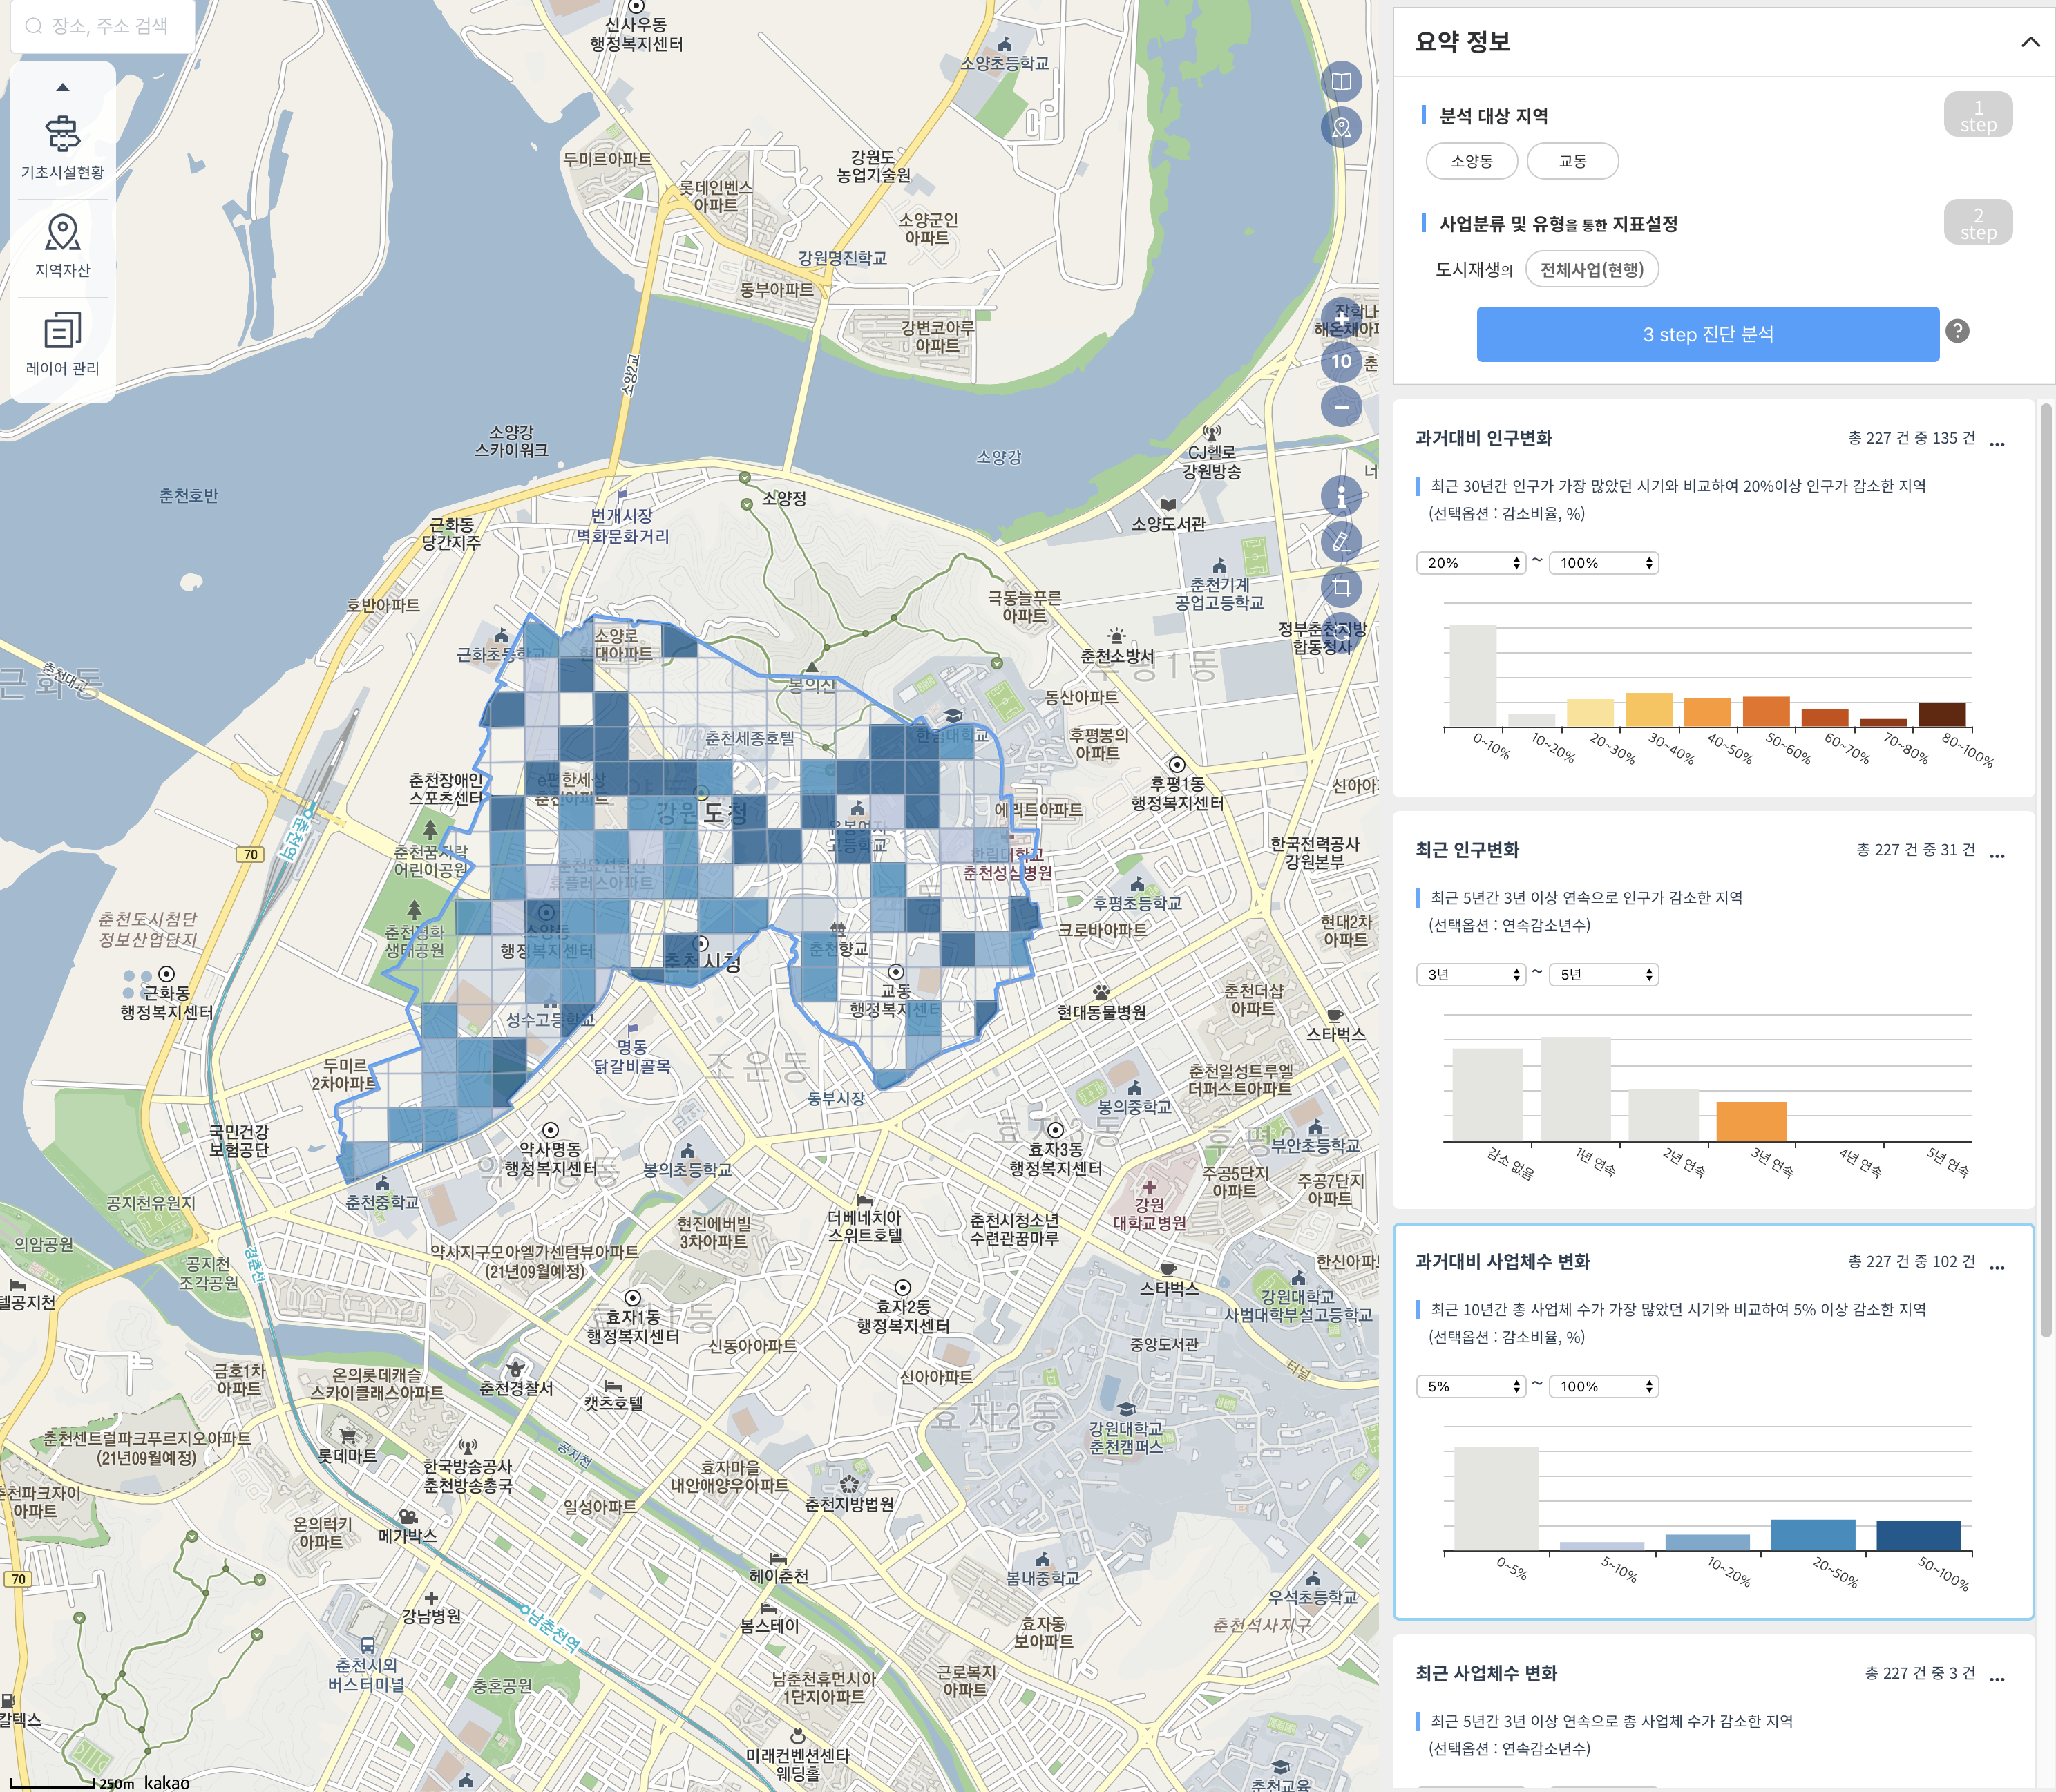 장소, 주소 검색
기초시설현황
지역자산
레이어 관리
신사우동
행정복지센터
소양초등학교
두미르아파트
롯데인벤스
아파트
강원도
농업기술원
소양군인
아파트
강원명진학교
동부아파트
강변코아루
아파트
+
10
−
소양2교
소양강
스카이워크
소양강
CJ헬로
강원방송
춘천호반
소양정
번개시장
벽화문화거리
근화동
당간지주
소양도서관
춘천기계
공업고등학교
호반아파트
극동늘푸른
아파트
근화초등학교
소양로
현대아파트
춘천소방서
봉의산
동산아파트
근화동
춘천대교
춘천세종호텔
한림대학교
후평봉의
아파트
춘천장애인
스포츠센터
e편한세상
춘천아파트
후평1동
행정복지센터
강원도청
에리트아파트
유봉여자
고등학교
춘천역
70
춘천꿈자람
어린이공원
한림대학교
춘천성심병원
한국전력공사
강원본부
후평초등학교
춘천도시첨단
정보산업단지
춘천평화
생태공원
소양동
행정복지센터
춘천시청
춘천향교
크로바아파트
현대2차
아파트
근화동
행정복지센터
교동
행정복지센터
성수고등학교
현대동물병원
춘천더샵
아파트
스타벅스
명동
닭갈비골목
조운동
두미르
2차아파트
동부시장
춘천일성트루엘
더퍼스트아파트
봉의중학교
국민건강
보험공단
약사명동
행정복지센터
봉의초등학교
효자3동
효자3동
행정복지센터
부안초등학교
춘천중학교
공지천유원지
주공5단지
아파트
주공7단지
아파트
강원
대학교병원
더베네치아
스위트호텔
춘천시청소년
수련관꿈마루
현진에버빌
3차아파트
의암공원
공지천
조각공원
경춘선
약사지구모아엘가센텀뷰아파트
(21년09월예정)
스타벅스
강원대학교
사범대학부설고등학교
효자1동
행정복지센터
효자2동
행정복지센터
신동아아파트
중앙도서관
금호1차
아파트
온의롯데캐슬
스카이클래스아파트
춘천경찰서
캣츠호텔
신아아파트
터널
효자2동
강원대학교
춘천캠퍼스
춘천센트럴파크푸르지오아파트
(21년09월예정)
롯데마트
한국방송공사
춘천방송총국
공지천
효자마을
내안애양우아파트
춘천지방법원
일성아파트
춘천파크자이
아파트
온의럭키
아파트
메가박스
70
헤이춘천
봄내중학교
우석초등학교
강남병원
남춘천역
봄스테이
효자동
보아파트
춘천석사지구
춘천시외
버스터미널
충혼공원
남춘천휴먼시아
1단지아파트
근로복지
아파트
칼텍스
미래컨벤션센타
웨딩홀
춘천교육
250m kakao
요약 정보
분석 대상 지역
1
step
소양동 교동
사업분류 및 유형을 통한 지표설정
2
step
도시재생의 전체사업(현행)
3 step 진단 분석
?
과거대비 인구변화 총 227 건 중 135 건 ...
최근 30년간 인구가 가장 많았던 시기와 비교하여 20%이상 인구가 감소한 지역
(선택옵션 : 감소비율, %)
20% ~ 100%
0~10% 10~20% 20~30% 30~40% 40~50% 50~60% 60~70% 70~80% 80~100%
최근 인구변화 총 227 건 중 31 건 ...
최근 5년간 3년 이상 연속으로 인구가 감소한 지역
(선택옵션 : 연속감소년수)
3년 ~ 5년
감소 없음 1년 연속 2년 연속 3년 연속 4년 연속 5년 연속
과거대비 사업체수 변화 총 227 건 중 102 건 ...
최근 10년간 총 사업체 수가 가장 많았던 시기와 비교하여 5% 이상 감소한 지역
(선택옵션 : 감소비율, %)
5% ~ 100%
0~5% 5~10% 10~20% 20~50% 50~100%
최근 사업체수 변화 총 227 건 중 3 건 ...
최근 5년간 3년 이상 연속으로 총 사업체 수가 감소한 지역
(선택옵션 : 연속감소년수)